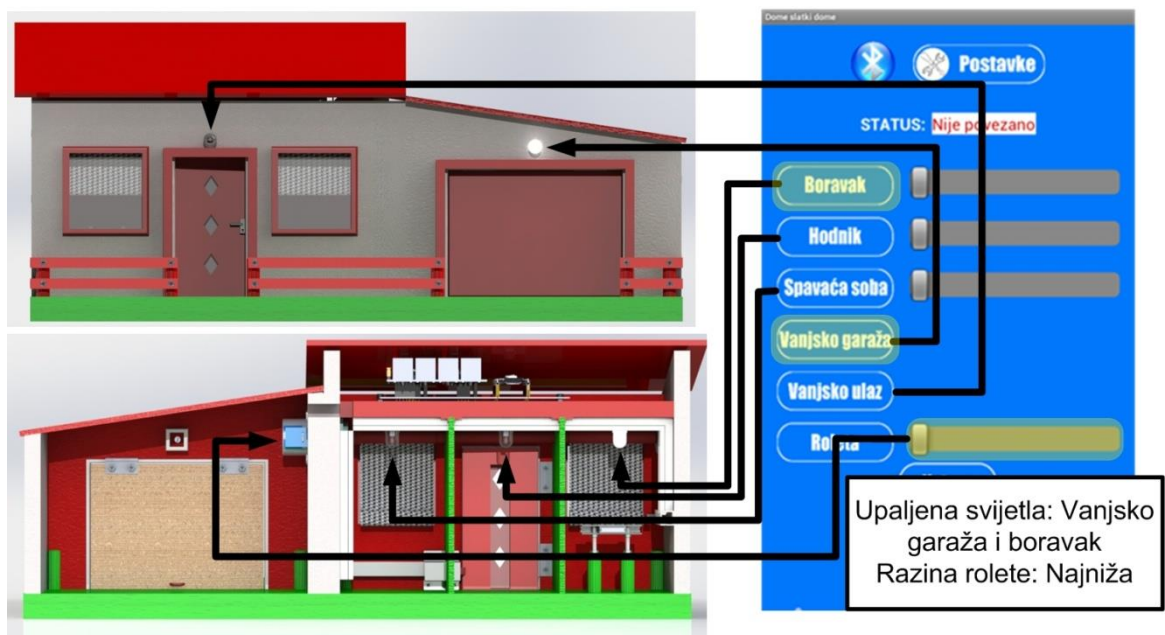 Dome slatki dome
Postavke
STATUS: Nije povezano
Boravak
Hodnik
Spavaća soba
Vanjsko garaža
Vanjsko ulaz
Roleta
Upaljena svijetla: Vanjsko
garaža i boravak
Razina rolete: Najniža